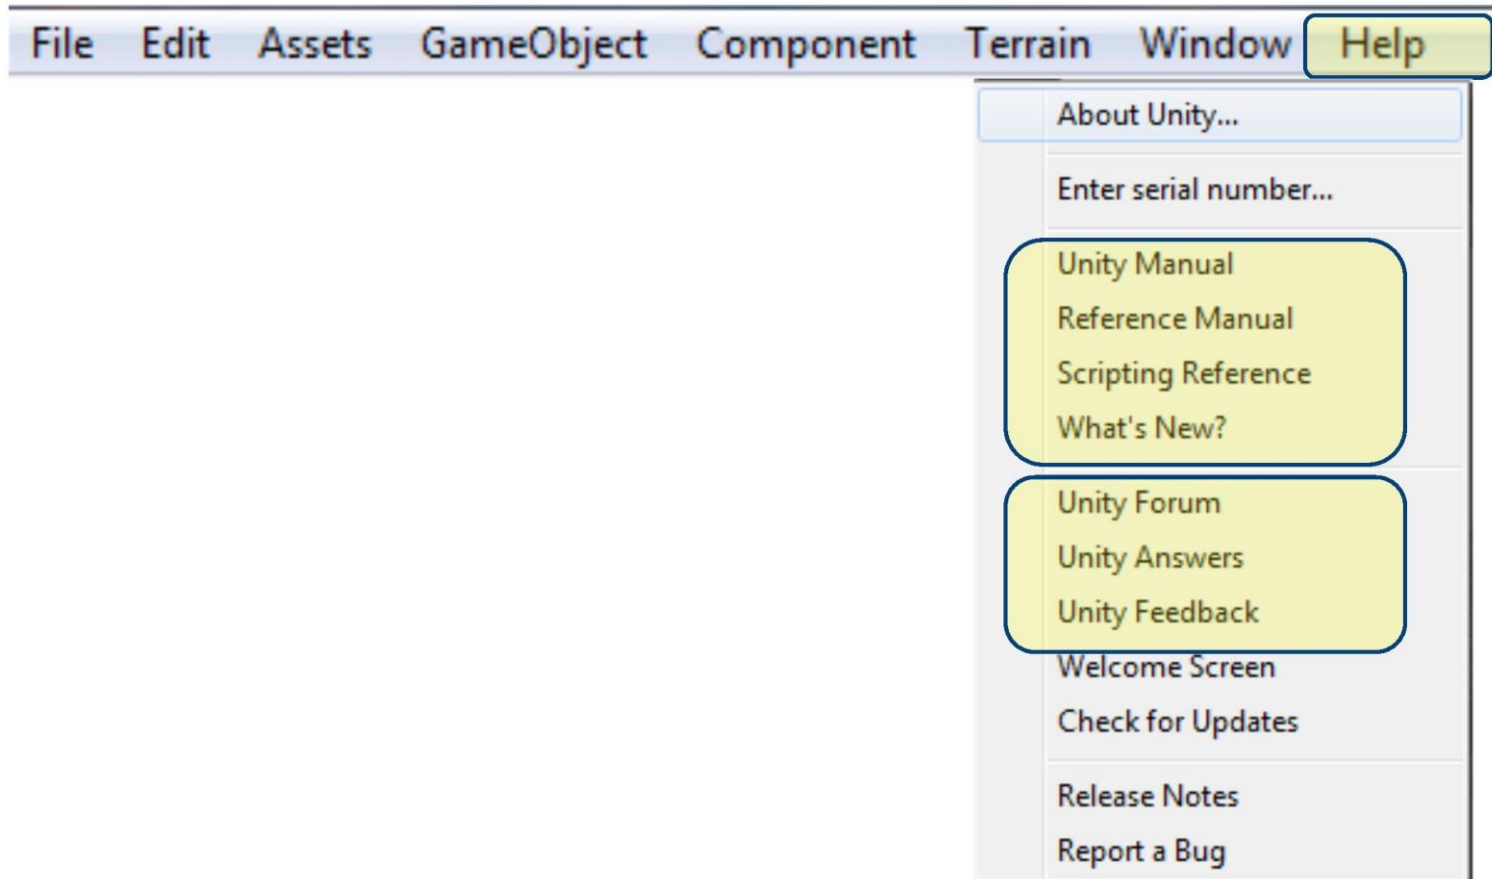 File Edit Assets GameObject Component Terrain Window Help
About Unity...
Enter serial number...
Unity Manual
Reference Manual
Scripting Reference
What's New?
Unity Forum
Unity Answers
Unity Feedback
Welcome Screen
Check for Updates
Release Notes
Report a Bug